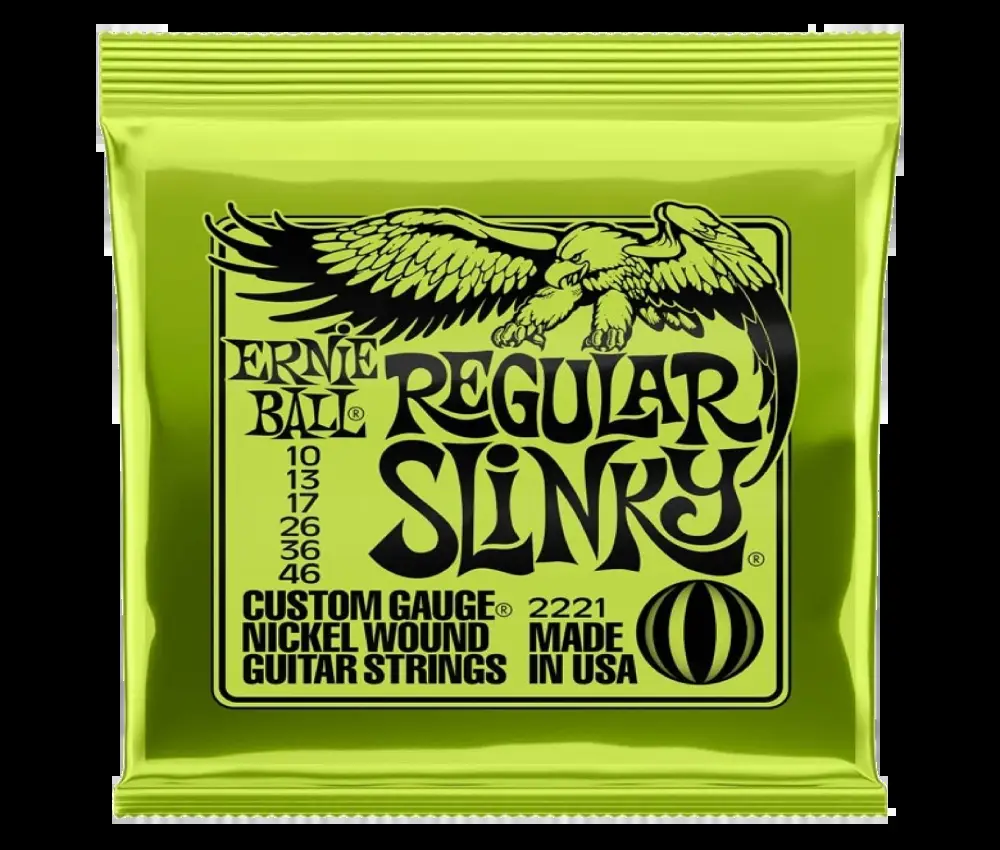 ERNiE
BALL®
REGULAR
SLiNKY®
10
13
17
26
36
46
CUSTOM GAUGE®
NICKEL WOUND
GUITAR STRINGS
2221
MADE
IN USA